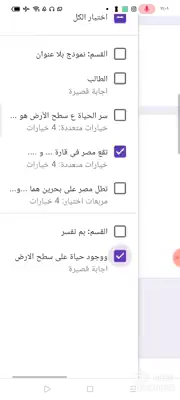 ١١:٠١
اختيار الكل
القسم: نموذج بلا عنوان
الطالب
اجابة قصيرة
سر الحياة ع سطح الأرض هو ...
خيارات متعددة: 4 خيارات
تقع مصر في قارة ... و ....
خيارات متعددة: 4 خيارات
تطل مصر على بحرين هما ...و...
مربعات اختيار: 4 خيارات
القسم: بم تفسر
ووجود حياة على سطح الارض
اجابة قصيرة